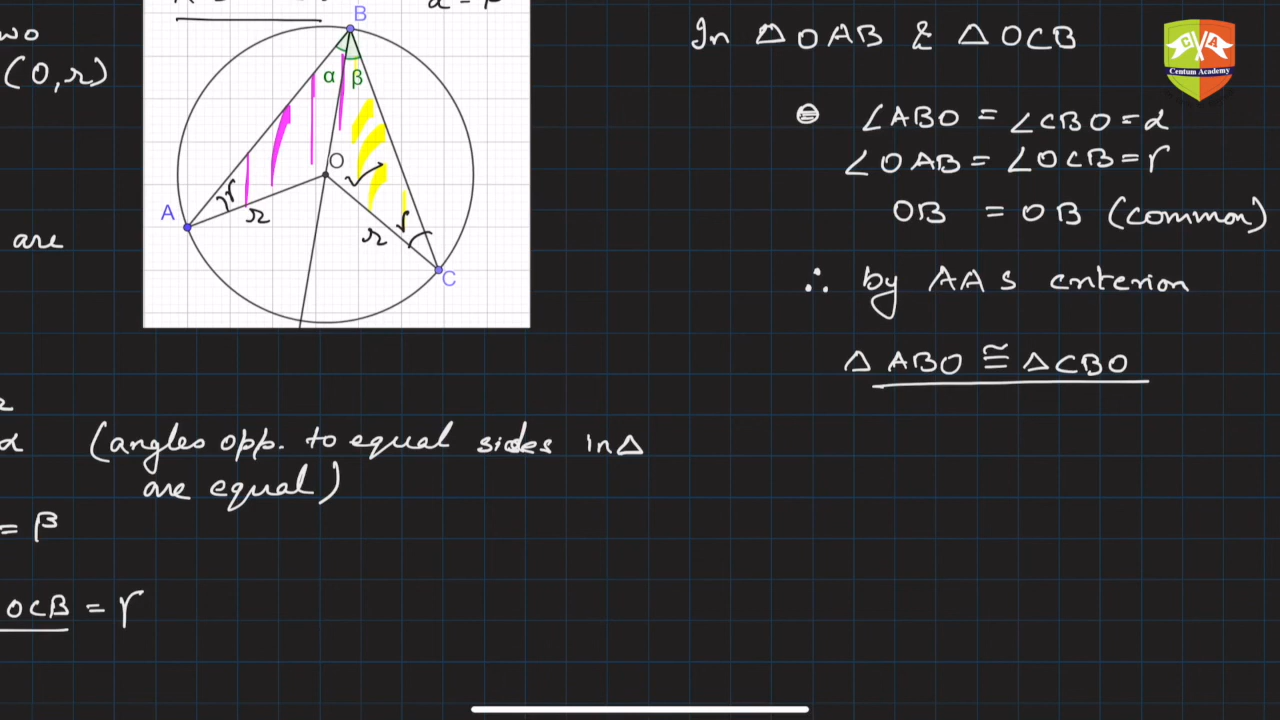 wo
(O,r)
are
B
α β
O
A
γ
r
r
γ
C
α (angles opp. to equal sides in △
are equal)
= β
OCB = γ
In △OAB & △OCB
∠ABO = ∠CBO = α
∠OAB = ∠OCB = γ
OB = OB (common)
∴ by AAS criterion
△ABO ≅ △CBO
C A
Centum Academy